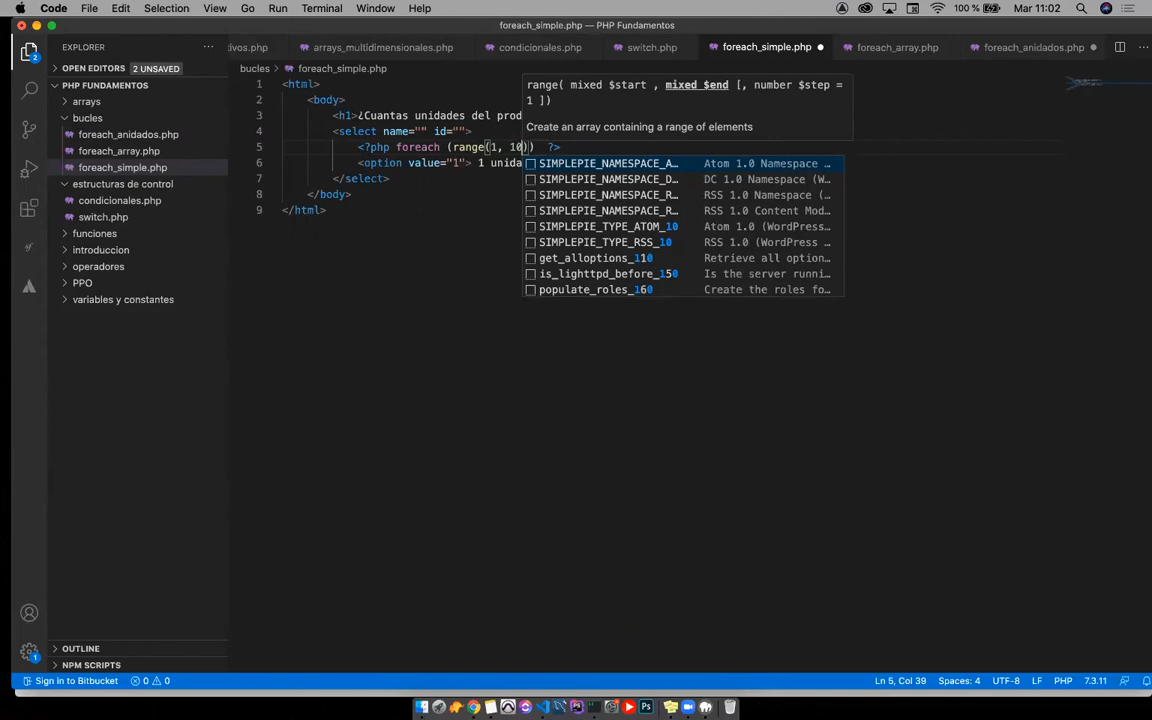 Code File Edit Selection View Go Run Terminal Window Help 100 % Mar 11:02
foreach_simple.php — PHP Fundamentos
EXPLORER
tivos.php arrays_multidimensionales.php condicionales.php switch.php foreach_simple.php foreach_array.php foreach_anidados.php
OPEN EDITORS 2 UNSAVED
bucles > foreach_simple.php
PHP FUNDAMENTOS
arrays
bucles
foreach_anidados.php
foreach_array.php
foreach_simple.php
estructuras de control
condicionales.php
switch.php
funciones
introduccion
operadores
PPO
variables y constantes
1 <html>
2 <body>
3 <h1>¿Cuantas unidades del prod
4 <select name="" id="">
5 <?php foreach (range(1, 10)) ?>
6 <option value="1"> 1 unida
7 </select>
8 </body>
9 </html>
range( mixed $start , mixed $end [, number $step =
1 ])
Create an array containing a range of elements
SIMPLEPIE_NAMESPACE_A… Atom 1.0 Namespace …
SIMPLEPIE_NAMESPACE_D… DC 1.0 Namespace (W…
SIMPLEPIE_NAMESPACE_R… RSS 1.0 Namespace (…
SIMPLEPIE_NAMESPACE_R… RSS 1.0 Content Mod…
SIMPLEPIE_TYPE_ATOM_10 Atom 1.0 (WordPress…
SIMPLEPIE_TYPE_RSS_10 RSS 1.0 (WordPress …
get_alloptions_110 Retrieve all option…
is_lighttpd_before_150 Is the server runni…
populate_roles_160 Create the roles fo…
OUTLINE
NPM SCRIPTS
Sign in to Bitbucket 0 0 Ln 5, Col 39 Spaces: 4 UTF-8 LF PHP 7.3.11